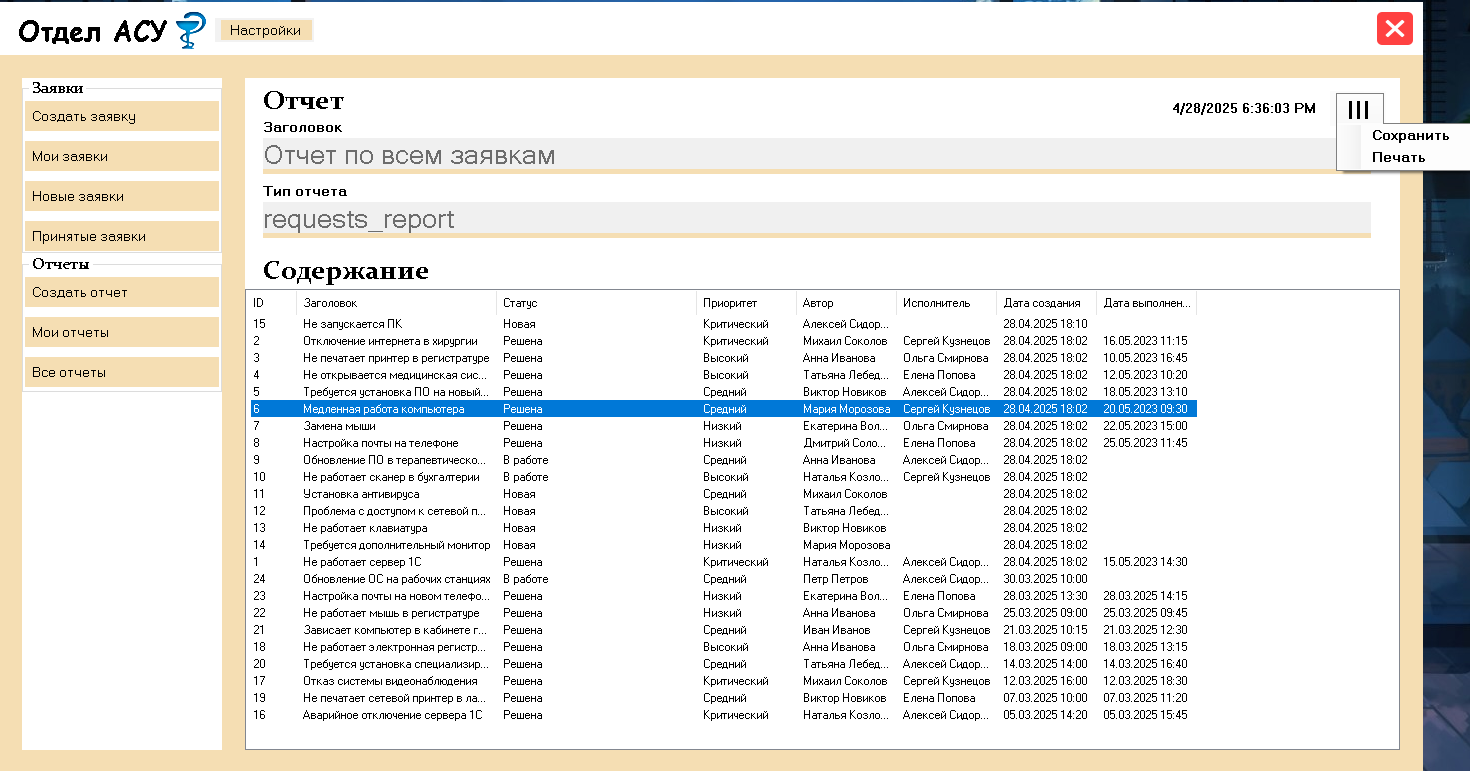 Отдел АСУ Настройки
Заявки
Создать заявку
Мои заявки
Новые заявки
Принятые заявки
Отчеты
Создать отчет
Мои отчеты
Все отчеты
Отчет
4/28/2025 6:36:03 PM
Сохранить
Печать
Заголовок
Отчет по всем заявкам
Тип отчета
requests_report
Содержание
ID Заголовок Статус Приоритет Автор Исполнитель Дата создания Дата выполнен...
15 Не запускается ПК Новая Критический Алексей Сидор... 28.04.2025 18:10
2 Отключение интернета в хирургии Решена Критический Михаил Соколов Сергей Кузнецов 28.04.2025 18:02 16.05.2023 11:15
3 Не печатает принтер в регистратуре Решена Высокий Анна Иванова Ольга Смирнова 28.04.2025 18:02 10.05.2023 16:45
4 Не открывается медицинская сис... Решена Высокий Татьяна Лебед... Елена Попова 28.04.2025 18:02 12.05.2023 10:20
5 Требуется установка ПО на новый... Решена Средний Виктор Новиков Алексей Сидор... 28.04.2025 18:02 18.05.2023 13:10
6 Медленная работа компьютера Решена Средний Мария Морозова Сергей Кузнецов 28.04.2025 18:02 20.05.2023 09:30
7 Замена мыши Решена Низкий Екатерина Вол... Ольга Смирнова 28.04.2025 18:02 22.05.2023 15:00
8 Настройка почты на телефоне Решена Низкий Дмитрий Соло... Елена Попова 28.04.2025 18:02 25.05.2023 11:45
9 Обновление ПО в терапевтическо... В работе Средний Анна Иванова Алексей Сидор... 28.04.2025 18:02
10 Не работает сканер в бухгалтерии В работе Высокий Наталья Козло... Сергей Кузнецов 28.04.2025 18:02
11 Установка антивируса Новая Средний Михаил Соколов 28.04.2025 18:02
12 Проблема с доступом к сетевой п... Новая Высокий Татьяна Лебед... 28.04.2025 18:02
13 Не работает клавиатура Новая Низкий Виктор Новиков 28.04.2025 18:02
14 Требуется дополнительный монитор Новая Низкий Мария Морозова 28.04.2025 18:02
1 Не работает сервер 1С Решена Критический Наталья Козло... Алексей Сидор... 28.04.2025 18:02 15.05.2023 14:30
24 Обновление ОС на рабочих станциях В работе Средний Петр Петров Алексей Сидор... 30.03.2025 10:00
23 Настройка почты на новом телефо... Решена Низкий Екатерина Вол... Елена Попова 28.03.2025 13:30 28.03.2025 14:15
22 Не работает мышь в регистратуре Решена Низкий Анна Иванова Ольга Смирнова 25.03.2025 09:00 25.03.2025 09:45
21 Зависает компьютер в кабинете г... Решена Средний Иван Иванов Сергей Кузнецов 21.03.2025 10:15 21.03.2025 12:30
18 Не работает электронная регистр... Решена Высокий Анна Иванова Ольга Смирнова 18.03.2025 09:00 18.03.2025 13:15
20 Требуется установка специализир... Решена Средний Татьяна Лебед... Алексей Сидор... 14.03.2025 14:00 14.03.2025 16:40
17 Отказ системы видеонаблюдения Решена Критический Михаил Соколов Сергей Кузнецов 12.03.2025 16:00 12.03.2025 18:30
19 Не печатает сетевой принтер в ла... Решена Средний Виктор Новиков Елена Попова 07.03.2025 10:00 07.03.2025 11:20
16 Аварийное отключение сервера 1С Решена Критический Наталья Козло... Алексей Сидор... 05.03.2025 14:20 05.03.2025 15:45